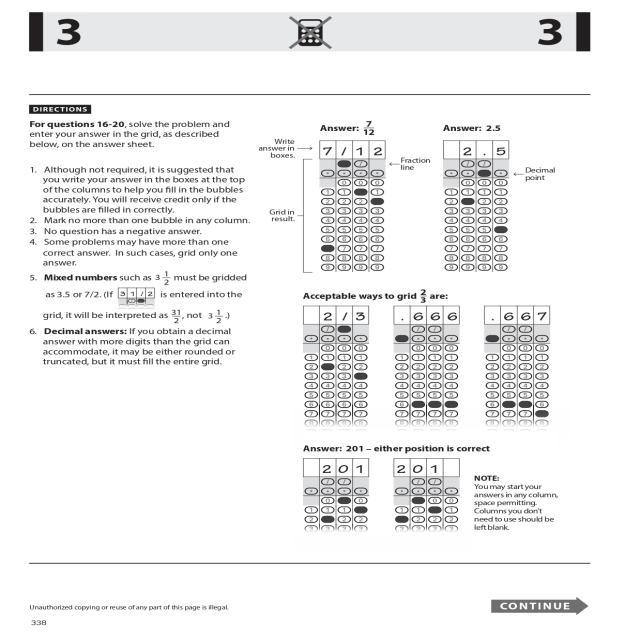 3
3
DIRECTIONS
For questions 16-20, solve the problem and
enter your answer in the grid, as described
below, on the answer sheet.
1. Although not required, it is suggested that
you write your answer in the boxes at the top
of the columns to help you fill in the bubbles
accurately. You will receive credit only if the
bubbles are filled in correctly.
2. Mark no more than one bubble in any column.
3. No question has a negative answer.
4. Some problems may have more than one
correct answer. In such cases, grid only one
answer.
5. Mixed numbers such as 3 1/2 must be gridded
as 3.5 or 7/2. (If 3 1 / 2 is entered into the
grid, it will be interpreted as 31/2, not 3 1/2.)
6. Decimal answers: If you obtain a decimal
answer with more digits than the grid can
accommodate, it may be either rounded or
truncated, but it must fill the entire grid.
Answer: 7/12
Write
answer in
boxes.
7 / 1 2
Fraction
line
Grid in
result.
Answer: 2.5
2 . 5
Decimal
point
Acceptable ways to grid 2/3 are:
2 / 3
. 6 6 6
. 6 6 7
Answer: 201 – either position is correct
2 0 1
2 0 1
NOTE:
You may start your
answers in any column,
space permitting.
Columns you don't
need to use should be
left blank.
Unauthorized copying or reuse of any part of this page is illegal.
CONTINUE
338